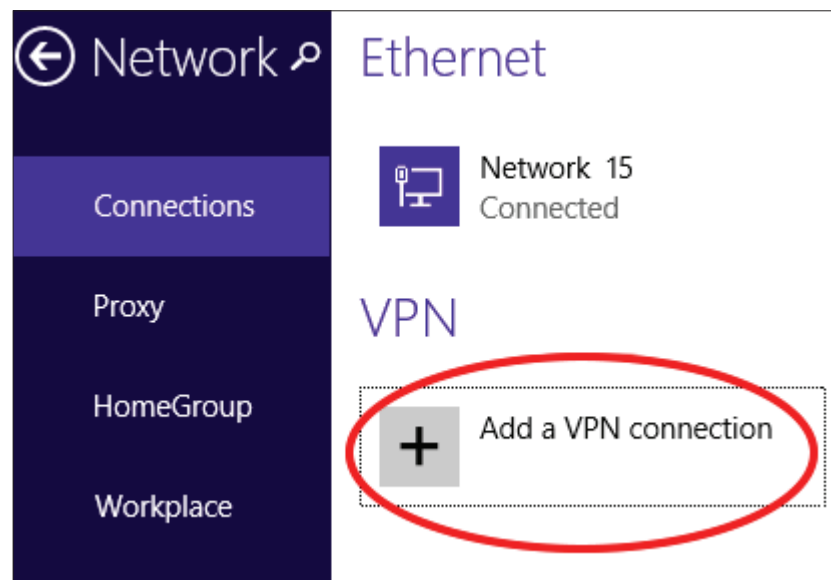 Network
Connections
Proxy
HomeGroup
Workplace
Ethernet
Network 15
Connected
VPN
Add a VPN connection